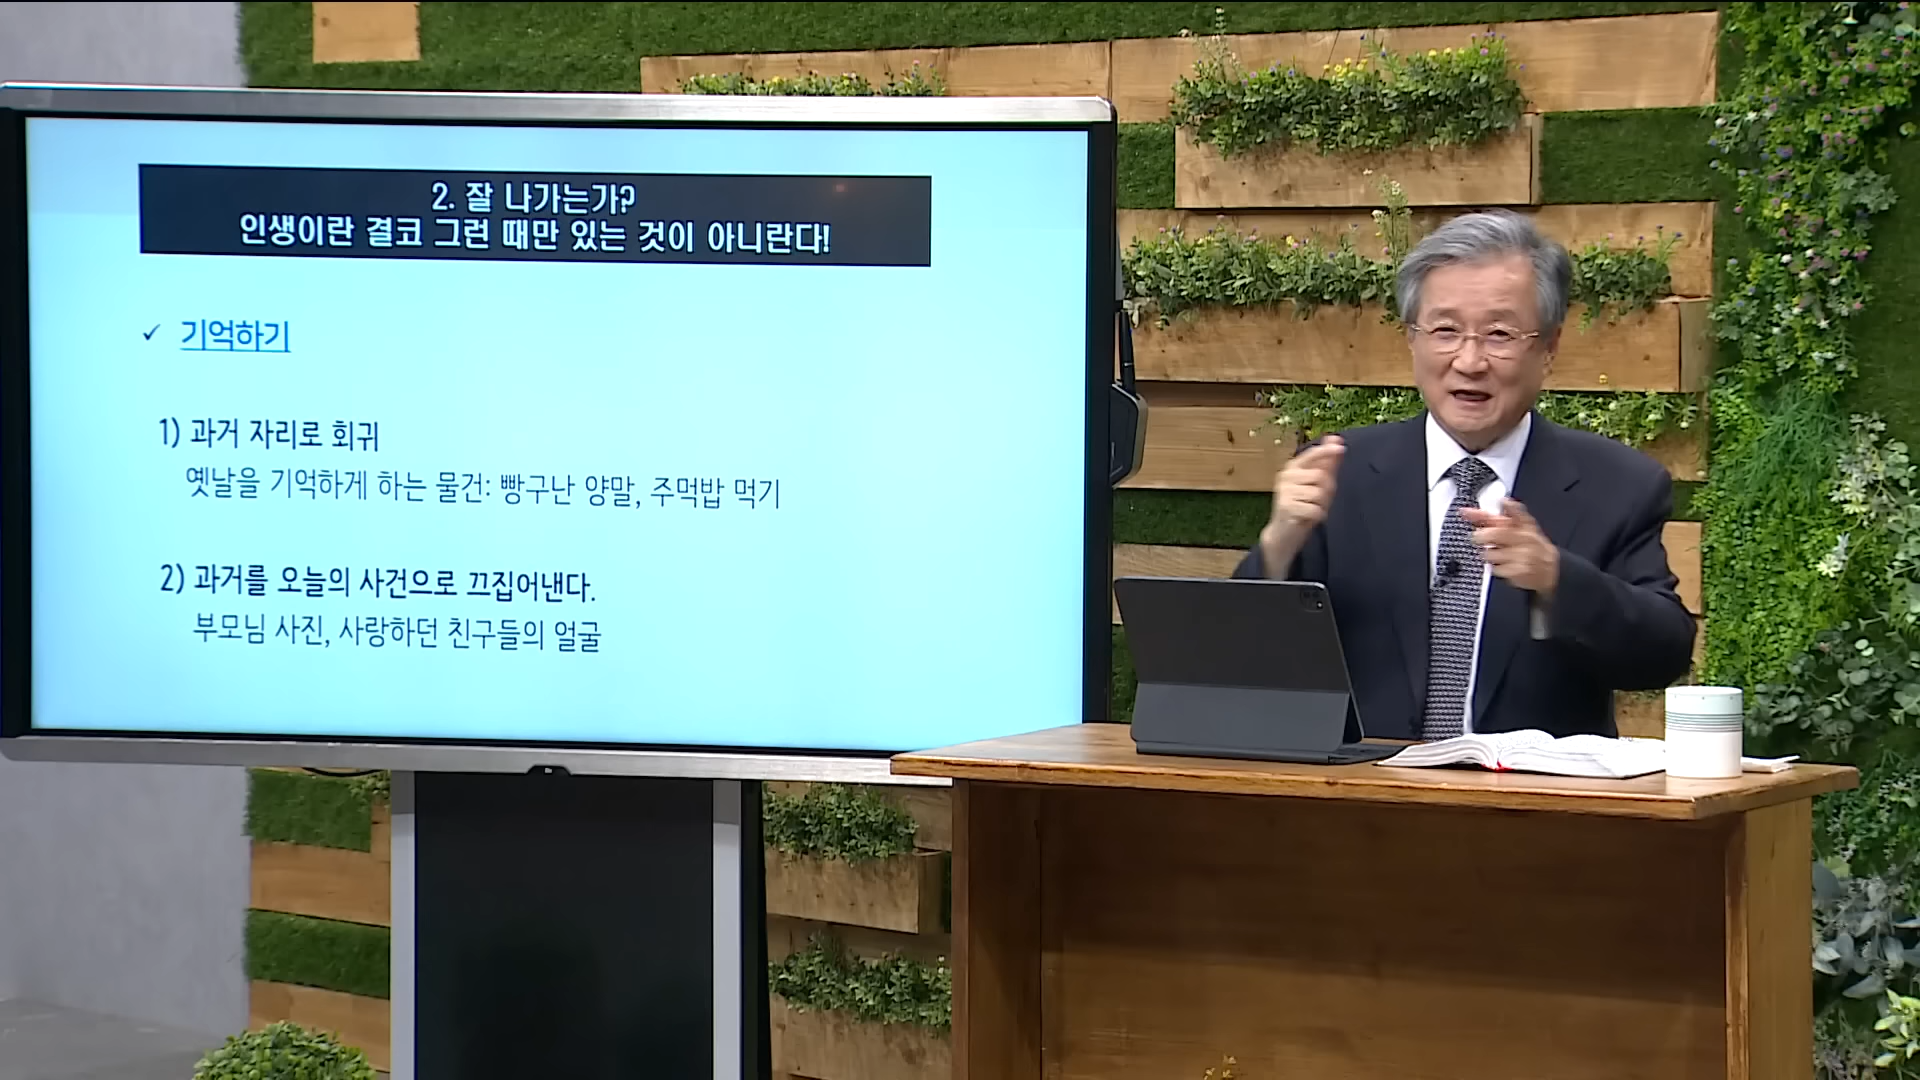 2. 잘 나가는가?
인생이란 결코 그런 때만 있는 것이 아니란다!
✓ 기억하기
1) 과거 자리로 회귀
옛날을 기억하게 하는 물건: 빵구난 양말, 주먹밥 먹기
2) 과거를 오늘의 사건으로 끄집어낸다.
부모님 사진, 사랑하던 친구들의 얼굴